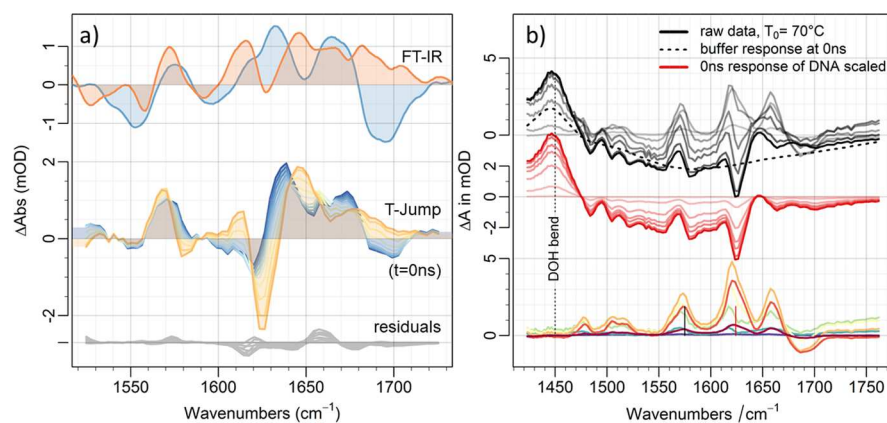 a)
FT-IR
T-Jump
(t=0ns)
residuals
ΔAbs (mOD)
1
0
-1
2
0
-2
1550
1600
1650
1700
Wavenumbers (cm⁻¹)
b)
raw data, T₀= 70°C
buffer response at 0ns
0ns response of DNA scaled
DOH bend
ΔA in mOD
5
0
2
0
-2
5
0
1450
1500
1550
1600
1650
1700
1750
Wavenumbers /cm⁻¹